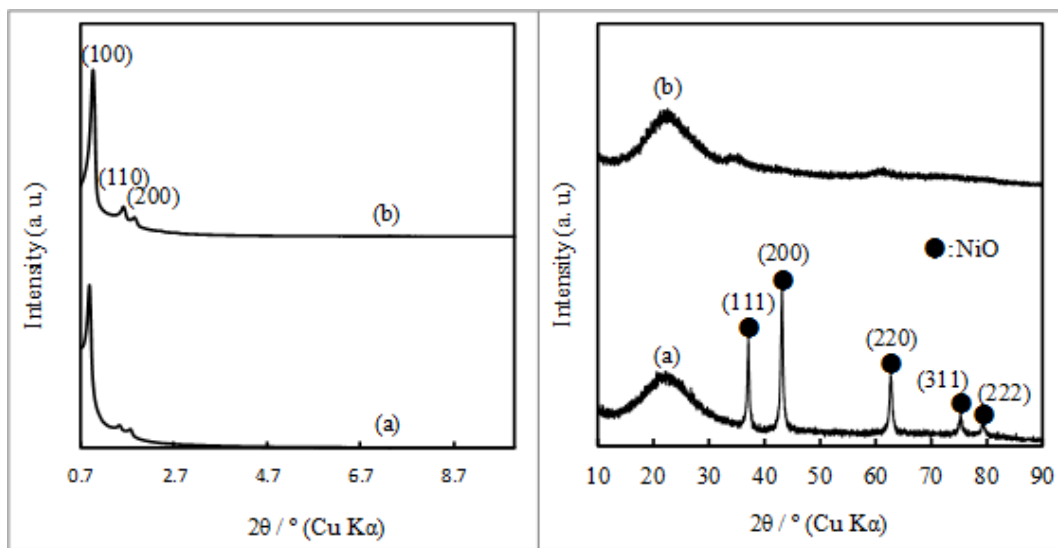 (100)
(110)
(200)
(b)
(a)
Intensity (a. u.)
0.7 2.7 4.7 6.7 8.7
2θ / ° (Cu Kα)
(b)
:NiO
(200)
(111)
(a)
(220)
(311)
(222)
Intensity (a. u.)
10 20 30 40 50 60 70 80 90
2θ / ° (Cu Kα)